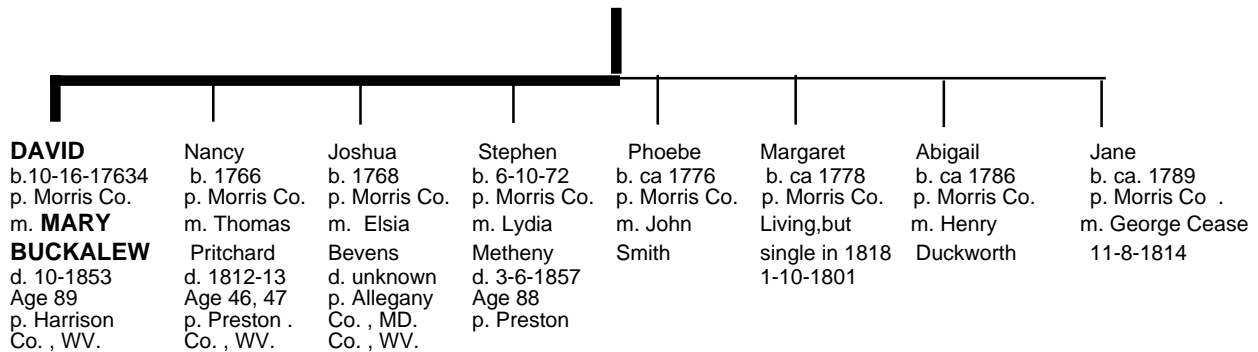 DAVID
b.10-16-17634
p. Morris Co.
m. MARY
BUCKALEW
d. 10-1853
Age 89
p. Harrison
Co. , WV.
Nancy
b. 1766
p. Morris Co.
m. Thomas
Pritchard
d. 1812-13
Age 46, 47
p. Preston .
Co. , WV.
Joshua
b. 1768
p. Morris Co.
m. Elsia
Bevens
d. unknown
p. Allegany
Co. , MD.
Co. , WV.
Stephen
b. 6-10-72
p. Morris Co.
m. Lydia
Metheny
d. 3-6-1857
Age 88
p. Preston
Phoebe
b. ca 1776
p. Morris Co.
m. John
Smith
Margaret
b. ca 1778
p. Morris Co.
Living,but
single in 1818
1-10-1801
Abigail
b. ca 1786
p. Morris Co.
m. Henry
Duckworth
Jane
b. ca. 1789
p. Morris Co .
m. George Cease
11-8-1814